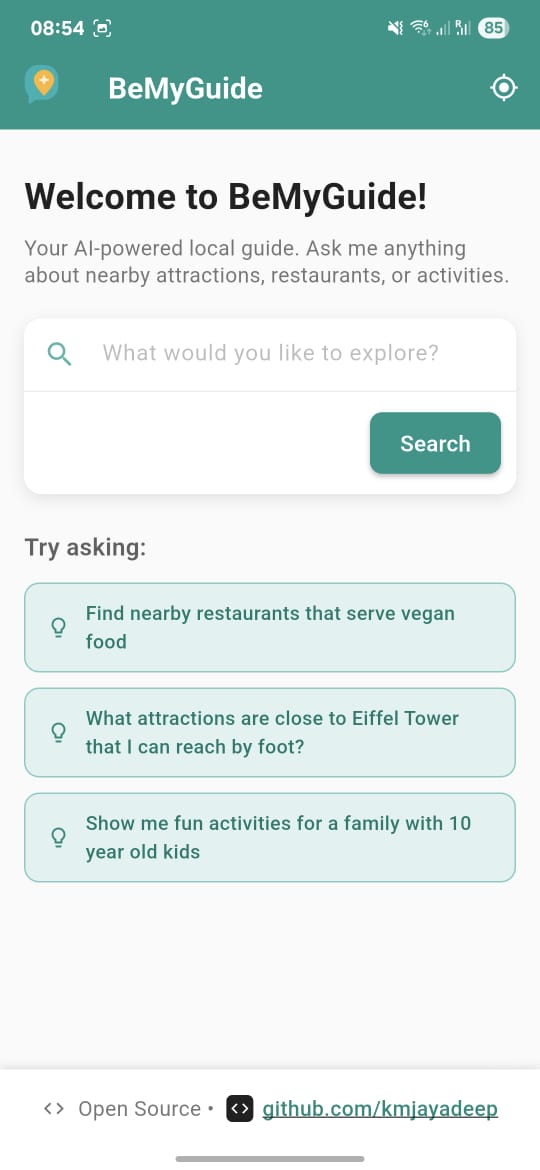 08:54
6
R
85
BeMyGuide
Welcome to BeMyGuide!
Your AI-powered local guide. Ask me anything
about nearby attractions, restaurants, or activities.
What would you like to explore?
Search
Try asking:
Find nearby restaurants that serve vegan
food
What attractions are close to Eiffel Tower
that I can reach by foot?
Show me fun activities for a family with 10
year old kids
Open Source • github.com/kmjayadeep